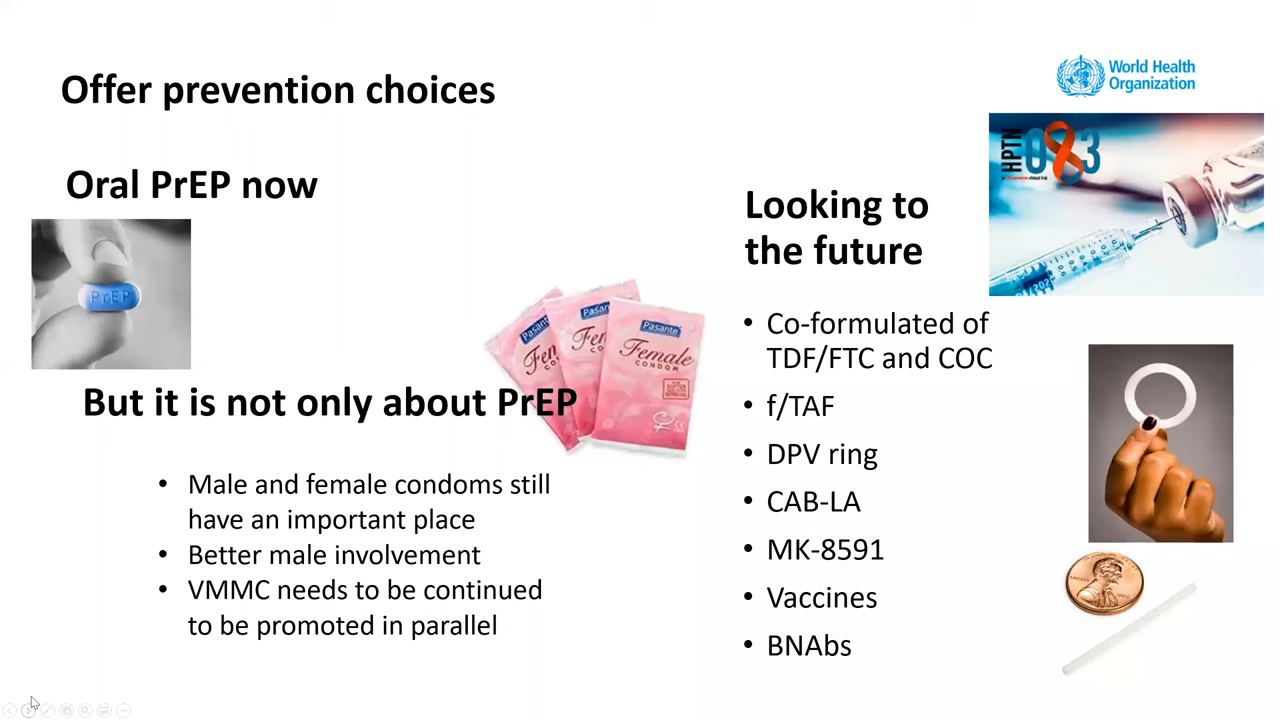 Offer prevention choices
World Health
Organization
Oral PrEP now
PrEP
HPTN
083
Looking to
the future
Pasante
Female
CONDOM
But it is not only about PrEP
• Male and female condoms still
have an important place
• Better male involvement
• VMMC needs to be continued
to be promoted in parallel
• Co-formulated of
TDF/FTC and COC
• f/TAF
• DPV ring
• CAB-LA
• MK-8591
• Vaccines
• BNAbs